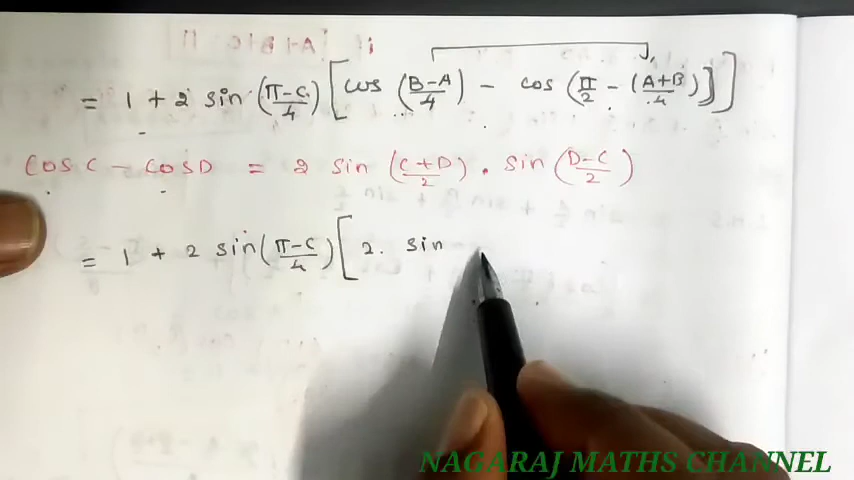 = 1 + 2 sin (π-C/4) [cos (B-A/4) - cos (π/2 - (A+B/4))]
cos C - cos D = 2 sin (C+D/2) . sin (D-C/2)
= 1 + 2 sin (π-C/4) [2. sin
NAGARAJ MATHS CHANNEL